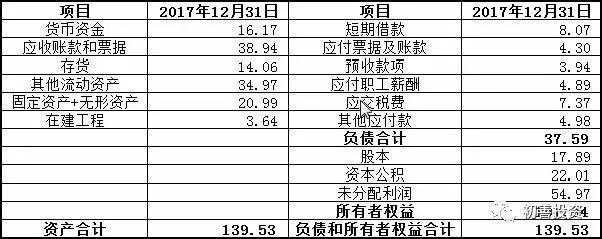 项目 2017年12月31日 项目 2017年12月31日
货币资金 16.17 短期借款 8.07
应收账款和票据 38.94 应付票据及账款 4.30
存货 14.06 预收款项 3.94
其他流动资产 34.97 应付职工薪酬 4.89
固定资产+无形资产 20.99 应交税费 7.37
在建工程 3.64 其他应付款 4.98
负债合计 37.59
股本 17.89
资本公积 22.01
未分配利润 54.97
所有者权益
初善投资
资产合计 139.53 负债和所有者权益合计 139.53